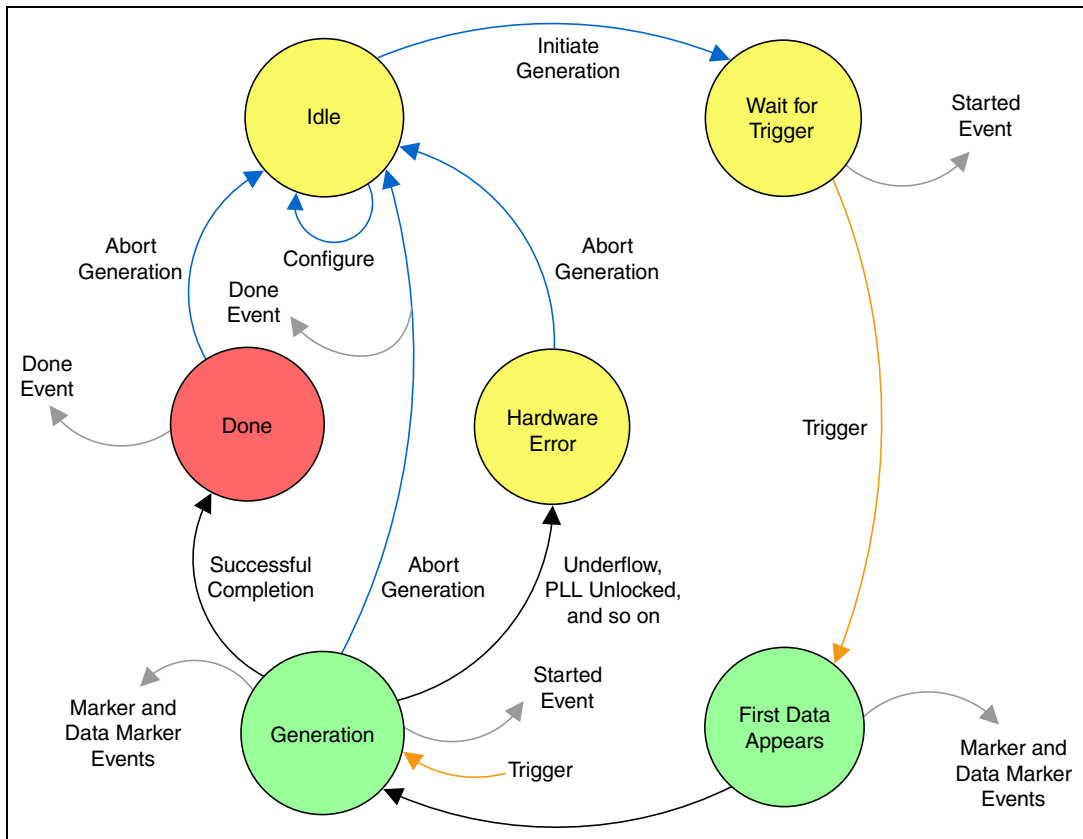 Initiate
Generation
Idle
Wait for
Trigger
Started
Event
Abort
Generation
Configure
Abort
Generation
Done
Event
Done
Event
Done
Hardware
Error
Trigger
Successful
Completion
Abort
Generation
Underflow,
PLL Unlocked,
and so on
Marker and
Data Marker
Events
Generation
Started
Event
Trigger
First Data
Appears
Marker and
Data Marker
Events